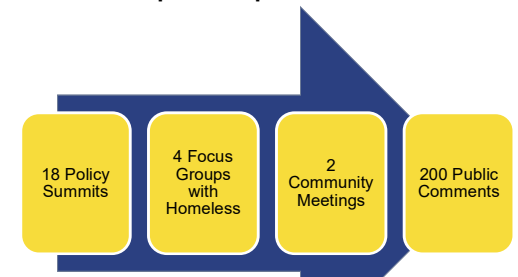 18 Policy
Summits
4 Focus
Groups
with
Homeless
2
Community
Meetings
200 Public
Comments